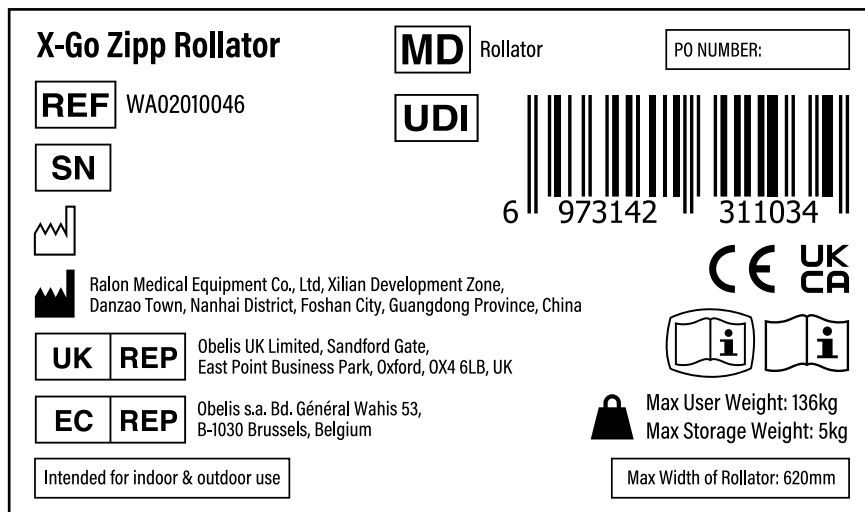 X-Go Zipp Rollator
MD Rollator
PO NUMBER:
REF WA02010046
UDI
6 973142 311034
SN
Ralon Medical Equipment Co., Ltd, Xilian Development Zone,
Danzao Town, Nanhai District, Foshan City, Guangdong Province, China
CE UK
CA
i i
UK REP Obelis UK Limited, Sandford Gate,
East Point Business Park, Oxford, OX4 6LB, UK
EC REP Obelis s.a. Bd. Général Wahis 53,
B-1030 Brussels, Belgium
Max User Weight: 136kg
Max Storage Weight: 5kg
Intended for indoor & outdoor use
Max Width of Rollator: 620mm